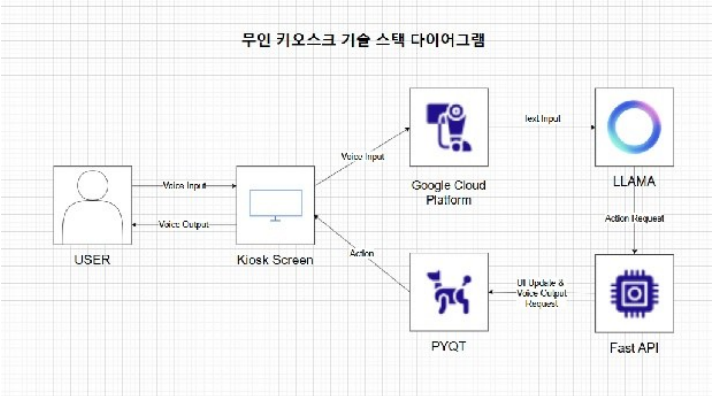 무인 키오스크 기술 스택 다이어그램
Voice Input
Voice Output
USER
Kiosk Screen
Voice Input
Google Cloud
Platform
Text Input
LLAMA
Action Request
Action
UI Update &
Voice Output
Request
PYQT
Fast API